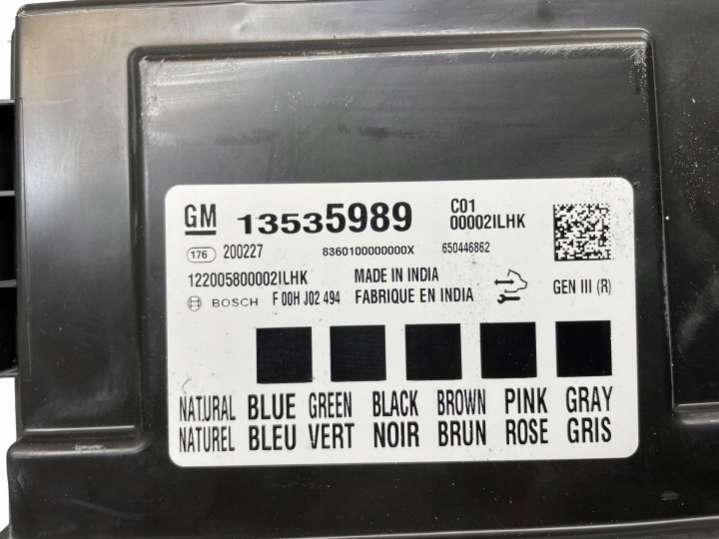 GM 13535989 C01
00002ILHK
176 200227 8360100000000X 650446862
122005800002ILHK MADE IN INDIA
BOSCH F 00H J02 494 FABRIQUE EN INDIA GEN III (R)
NATURAL BLUE GREEN BLACK BROWN PINK GRAY
NATUREL BLEU VERT NOIR BRUN ROSE GRIS